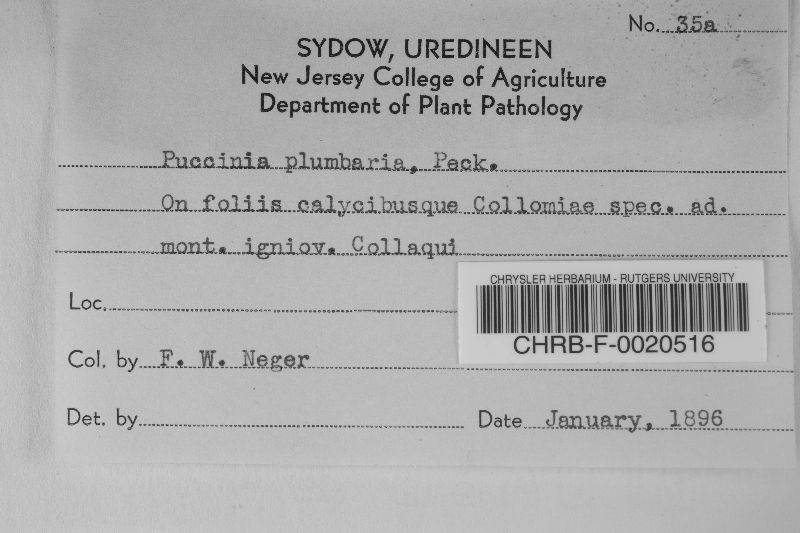 No. 35a
SYDOW, UREDINEEN
New Jersey College of Agriculture
Department of Plant Pathology
Puccinia plumbaria, Peck.
On foliis calycibusque Collomiae spec. ad.
mont. igniov. Collaqui
CHRYSLER HERBARIUM - RUTGERS UNIVERSITY
Loc.
CHRB-F-0020516
Col. by F. W. Neger
Det. by
Date January, 1896